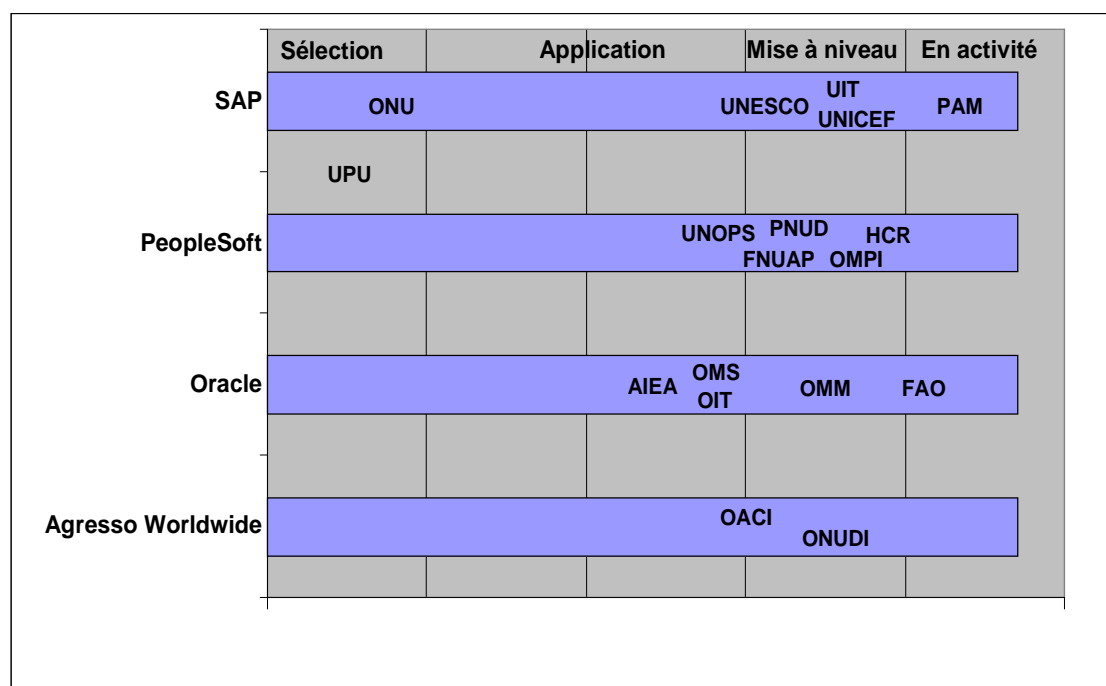 Sélection Application Mise à niveau En activité
SAP
ONU UNESCO UIT PAM
UNICEF
UPU
PeopleSoft
UNOPS PNUD HCR
FNUAP OMPI
Oracle
AIEA OMS OMM FAO
OIT
Agresso Worldwide
OACI
ONUDI